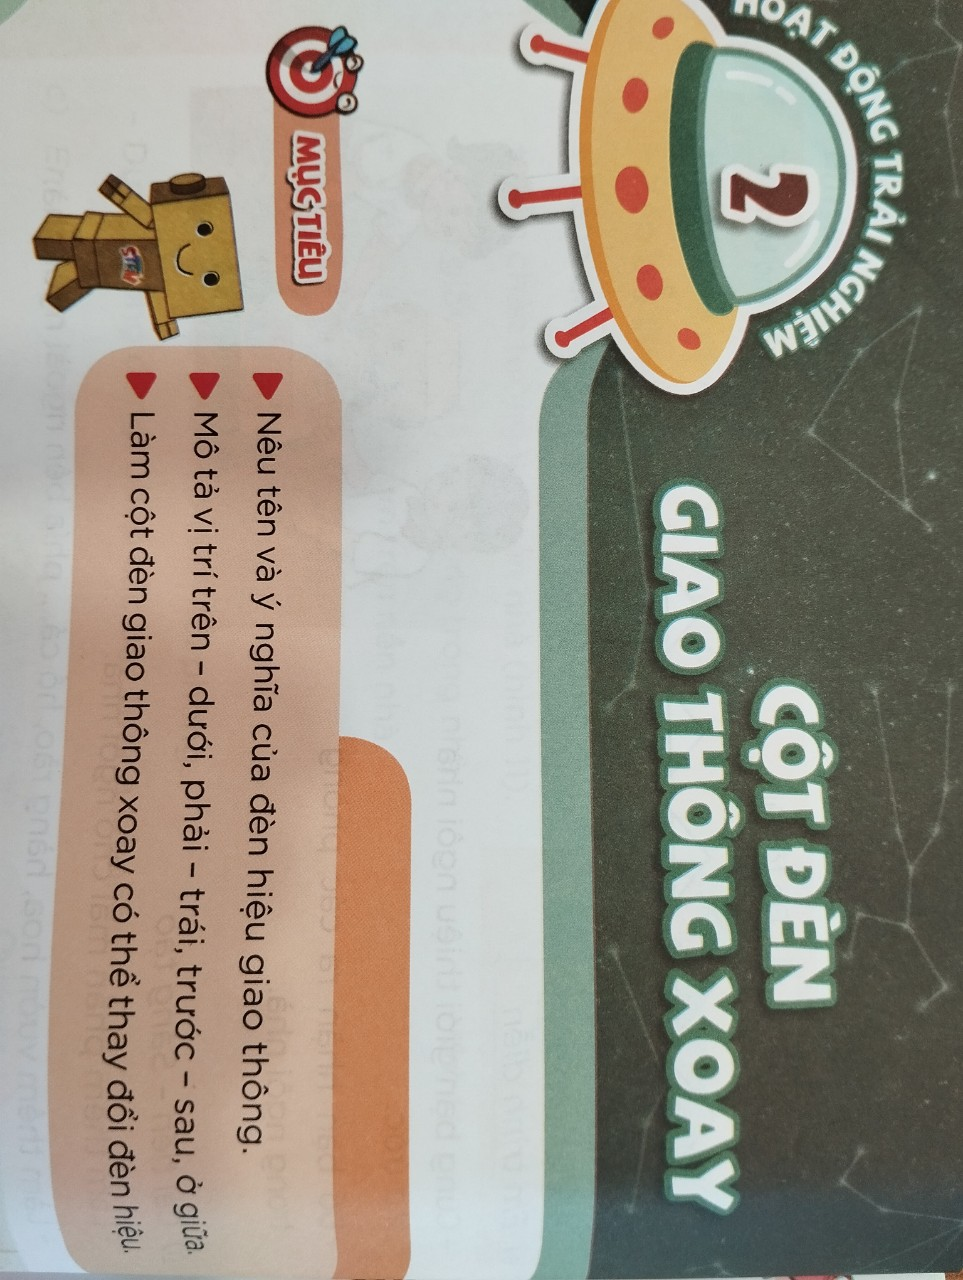 HOẠT ĐỘNG TRẢI NGHIỆM
2
CỘT ĐÈN
GIAO THÔNG XOAY
MỤC TIÊU
STEM
Nêu tên và ý nghĩa của đèn hiệu giao thông.
Mô tả vị trí trên – dưới, phải – trái, trước – sau, ở giữa.
Làm cột đèn giao thông xoay có thể thay đổi đèn hiệu.